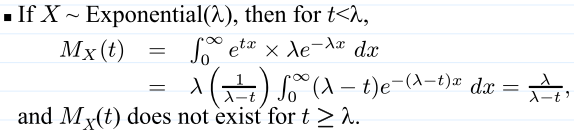 ▪ If X ~ Exponential(λ), then for t<λ,
M_X(t) = ∫_0^∞ e^{tx} × λe^{−λx} dx
= λ (1/(λ−t)) ∫_0^∞ (λ − t)e^{−(λ−t)x} dx = λ/(λ−t),
and M_X(t) does not exist for t ≥ λ.